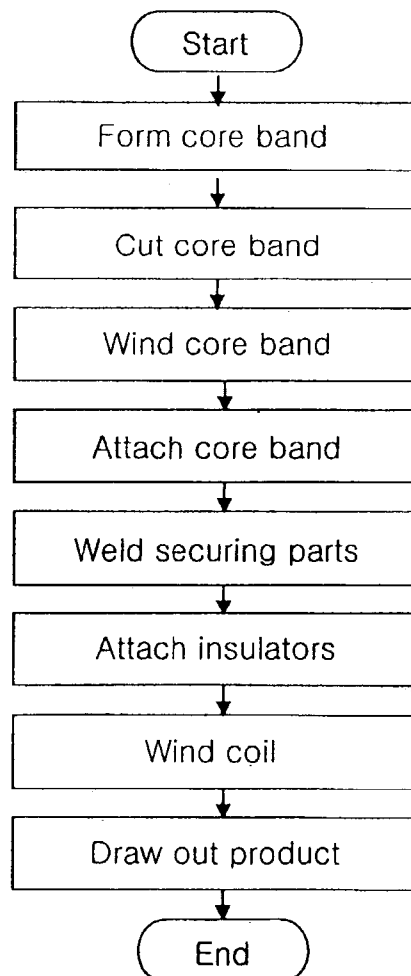 Start
Form core band
Cut core band
Wind core band
Attach core band
Weld securing parts
Attach insulators
Wind coil
Draw out product
End